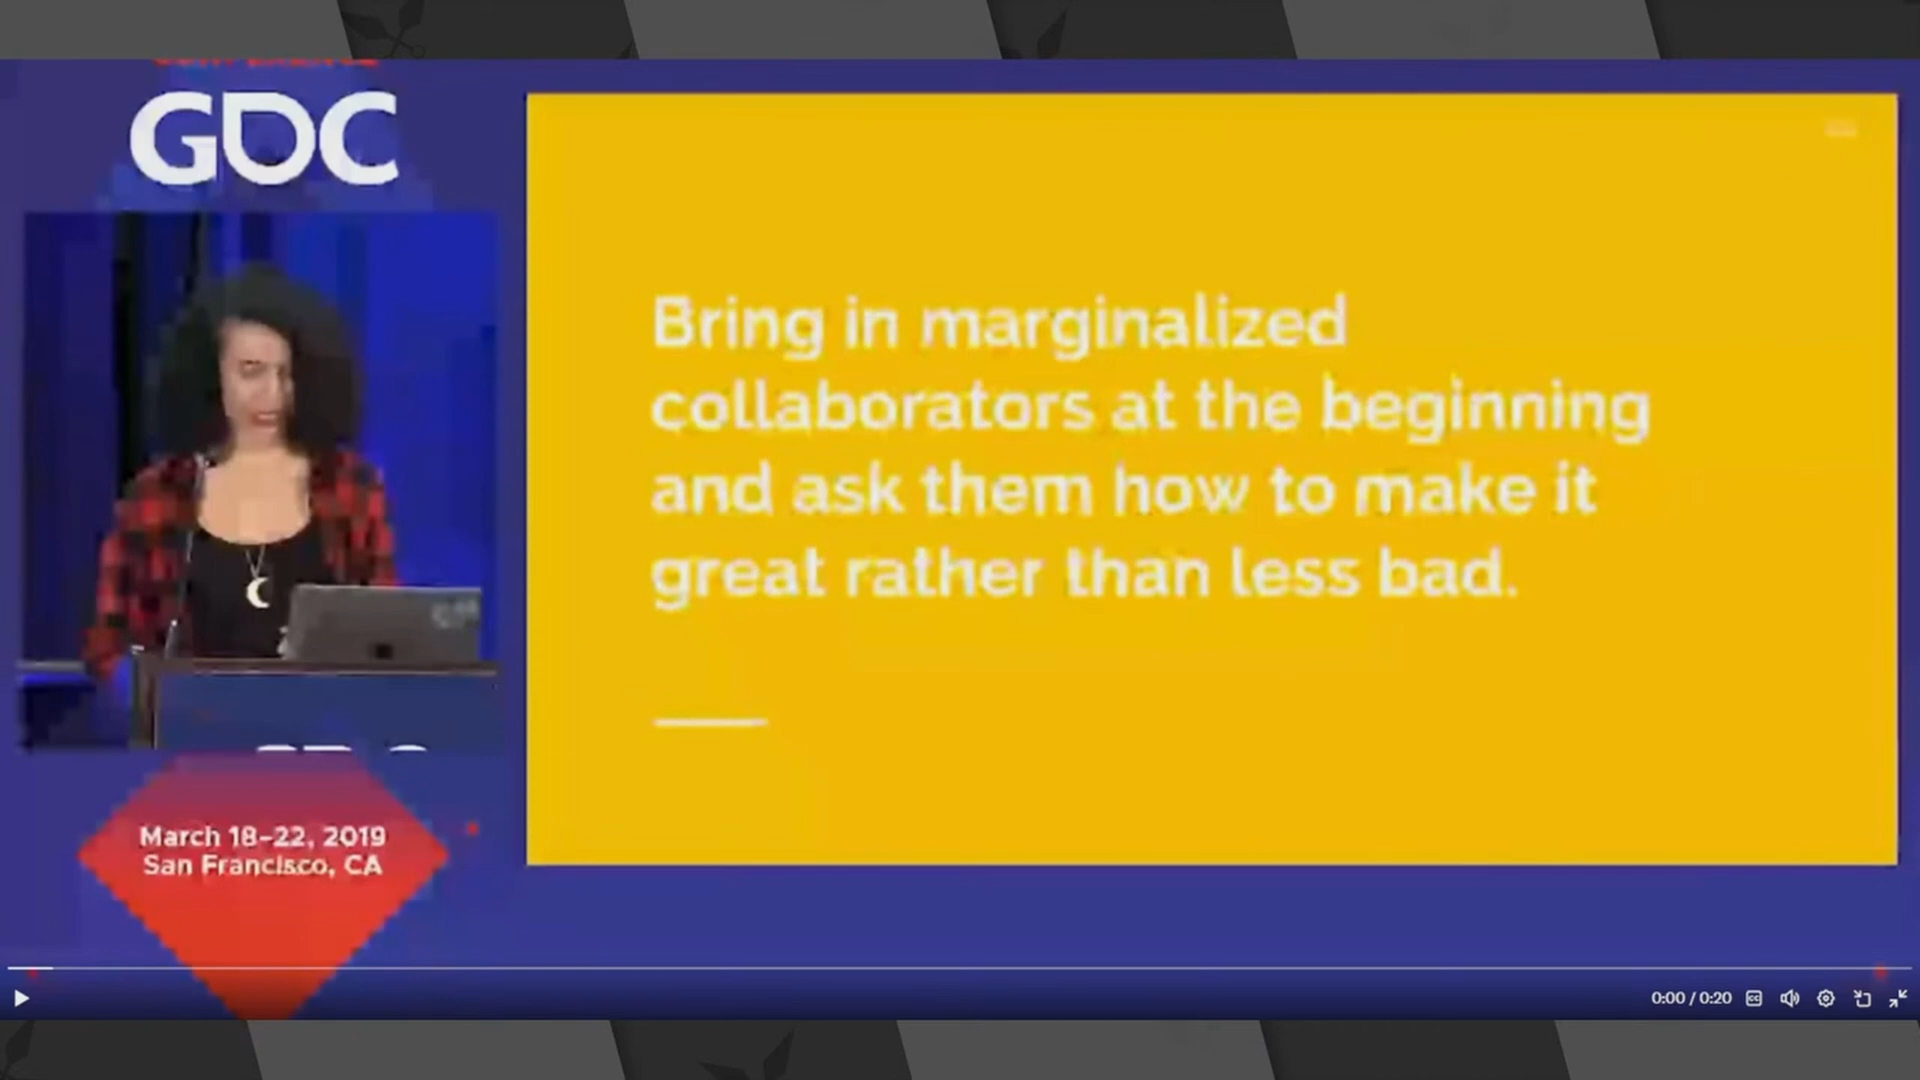 GDC
Bring in marginalized
collaborators at the beginning
and ask them how to make it
great rather than less bad.
March 18-22, 2019
San Francisco, CA
0:00 / 0:20